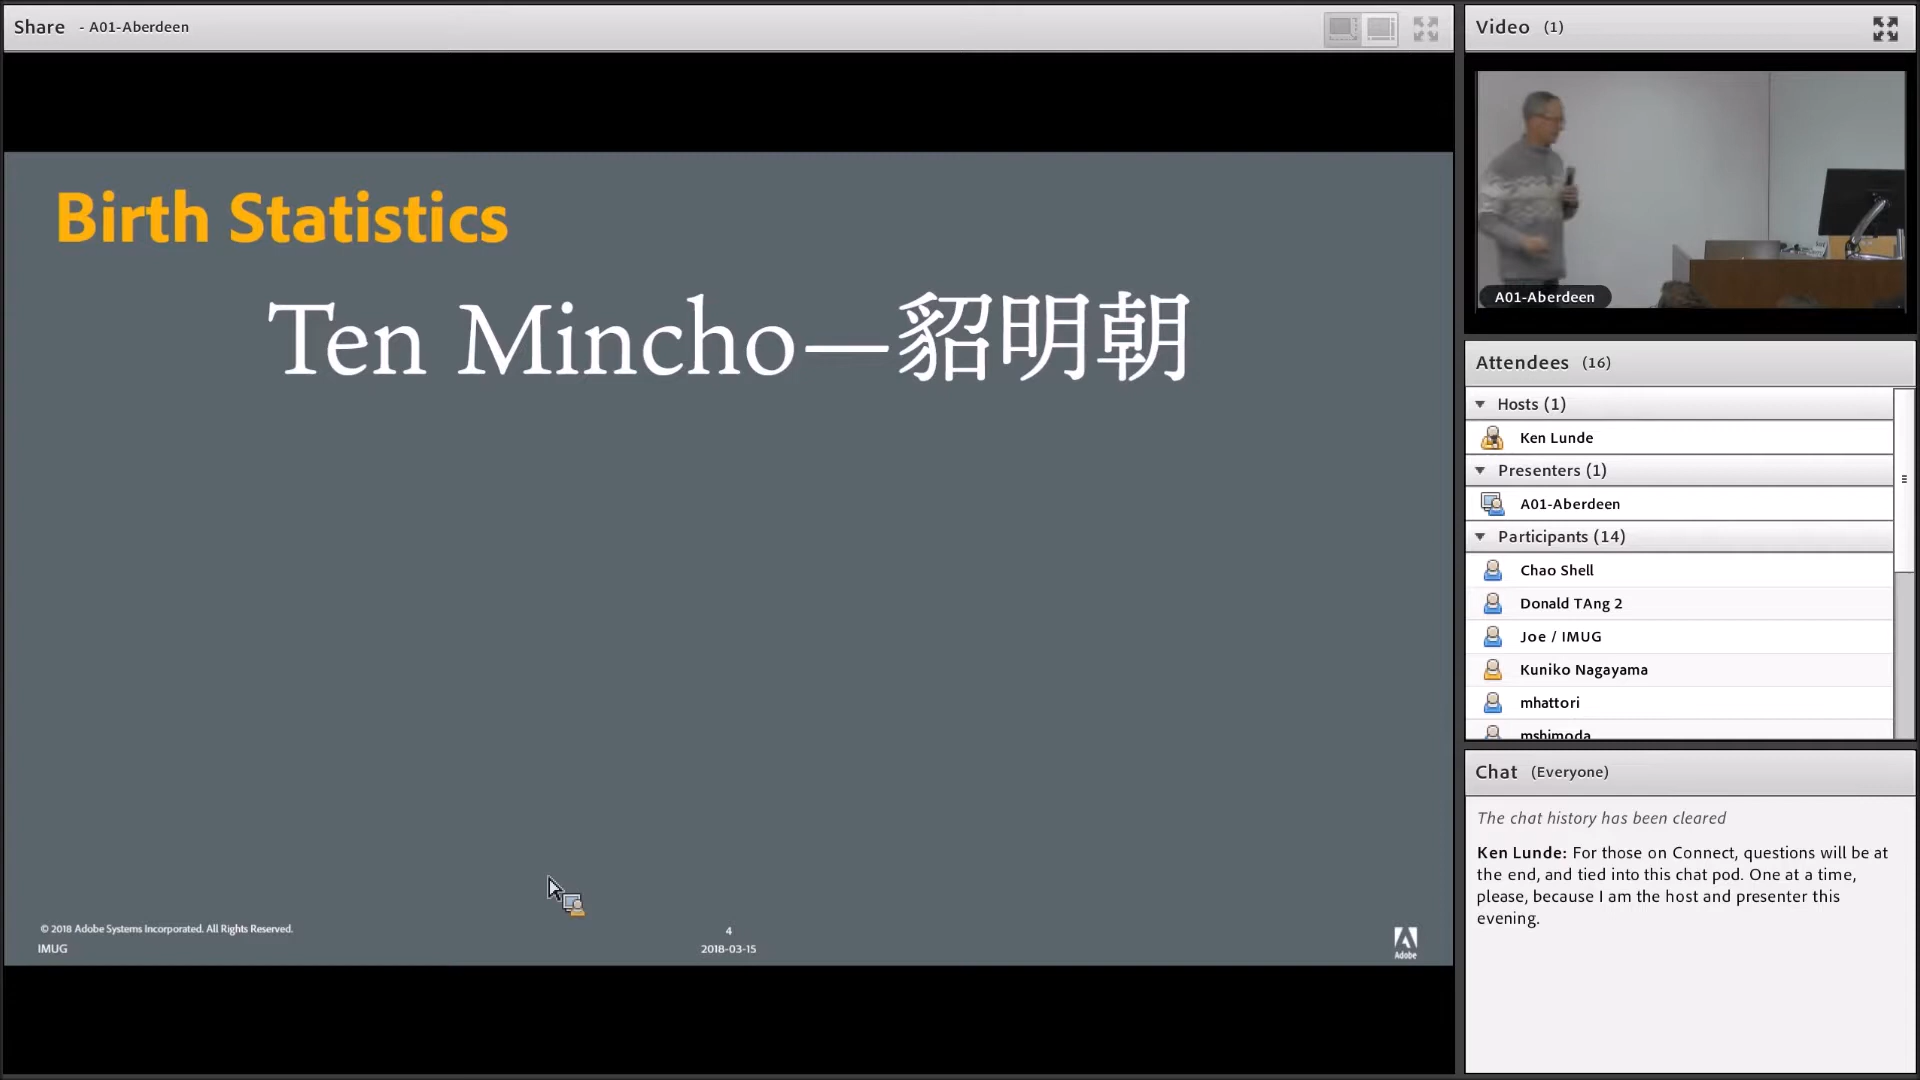 Share - A01-Aberdeen
Birth Statistics
Ten Mincho—貂明朝
© 2018 Adobe Systems Incorporated. All Rights Reserved.
IMUG
4
2018-03-15
Adobe
Video (1)
A01-Aberdeen
Attendees (16)
Hosts (1)
Ken Lunde
Presenters (1)
A01-Aberdeen
Participants (14)
Chao Shell
Donald TAng 2
Joe / IMUG
Kuniko Nagayama
mhattori
mshimoda
Chat (Everyone)
The chat history has been cleared
Ken Lunde: For those on Connect, questions will be at
the end, and tied into this chat pod. One at a time,
please, because I am the host and presenter this
evening.